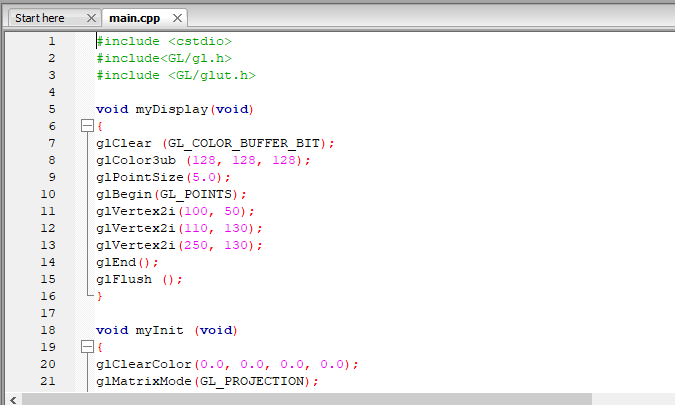 Start here
main.cpp
1 #include <cstdio>
2 #include<GL/gl.h>
3 #include <GL/glut.h>
4
5 void myDisplay(void)
6 {
7 glClear (GL_COLOR_BUFFER_BIT);
8 glColor3ub (128, 128, 128);
9 glPointSize(5.0);
10 glBegin(GL_POINTS);
11 glVertex2i(100, 50);
12 glVertex2i(110, 130);
13 glVertex2i(250, 130);
14 glEnd();
15 glFlush ();
16 }
17
18 void myInit (void)
19 {
20 glClearColor(0.0, 0.0, 0.0, 0.0);
21 glMatrixMode(GL_PROJECTION);